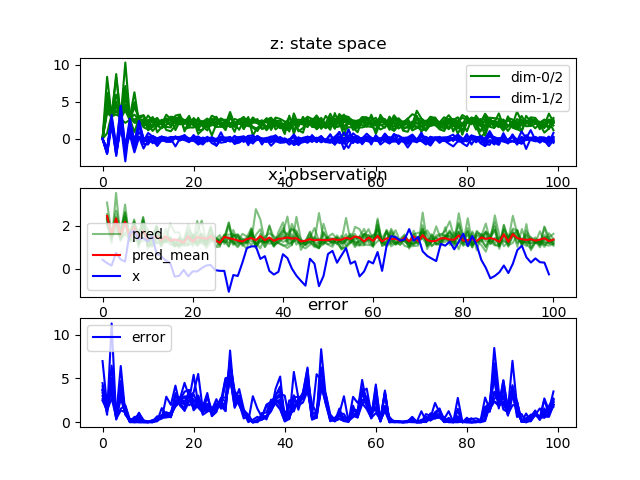 z: state space
10
5
0
dim-0/2
dim-1/2
0 20 40 60 80 100
x: observation
2
0
pred
pred_mean
x
0 20 40 60 80 100
error
10
5
0
error
0 20 40 60 80 100